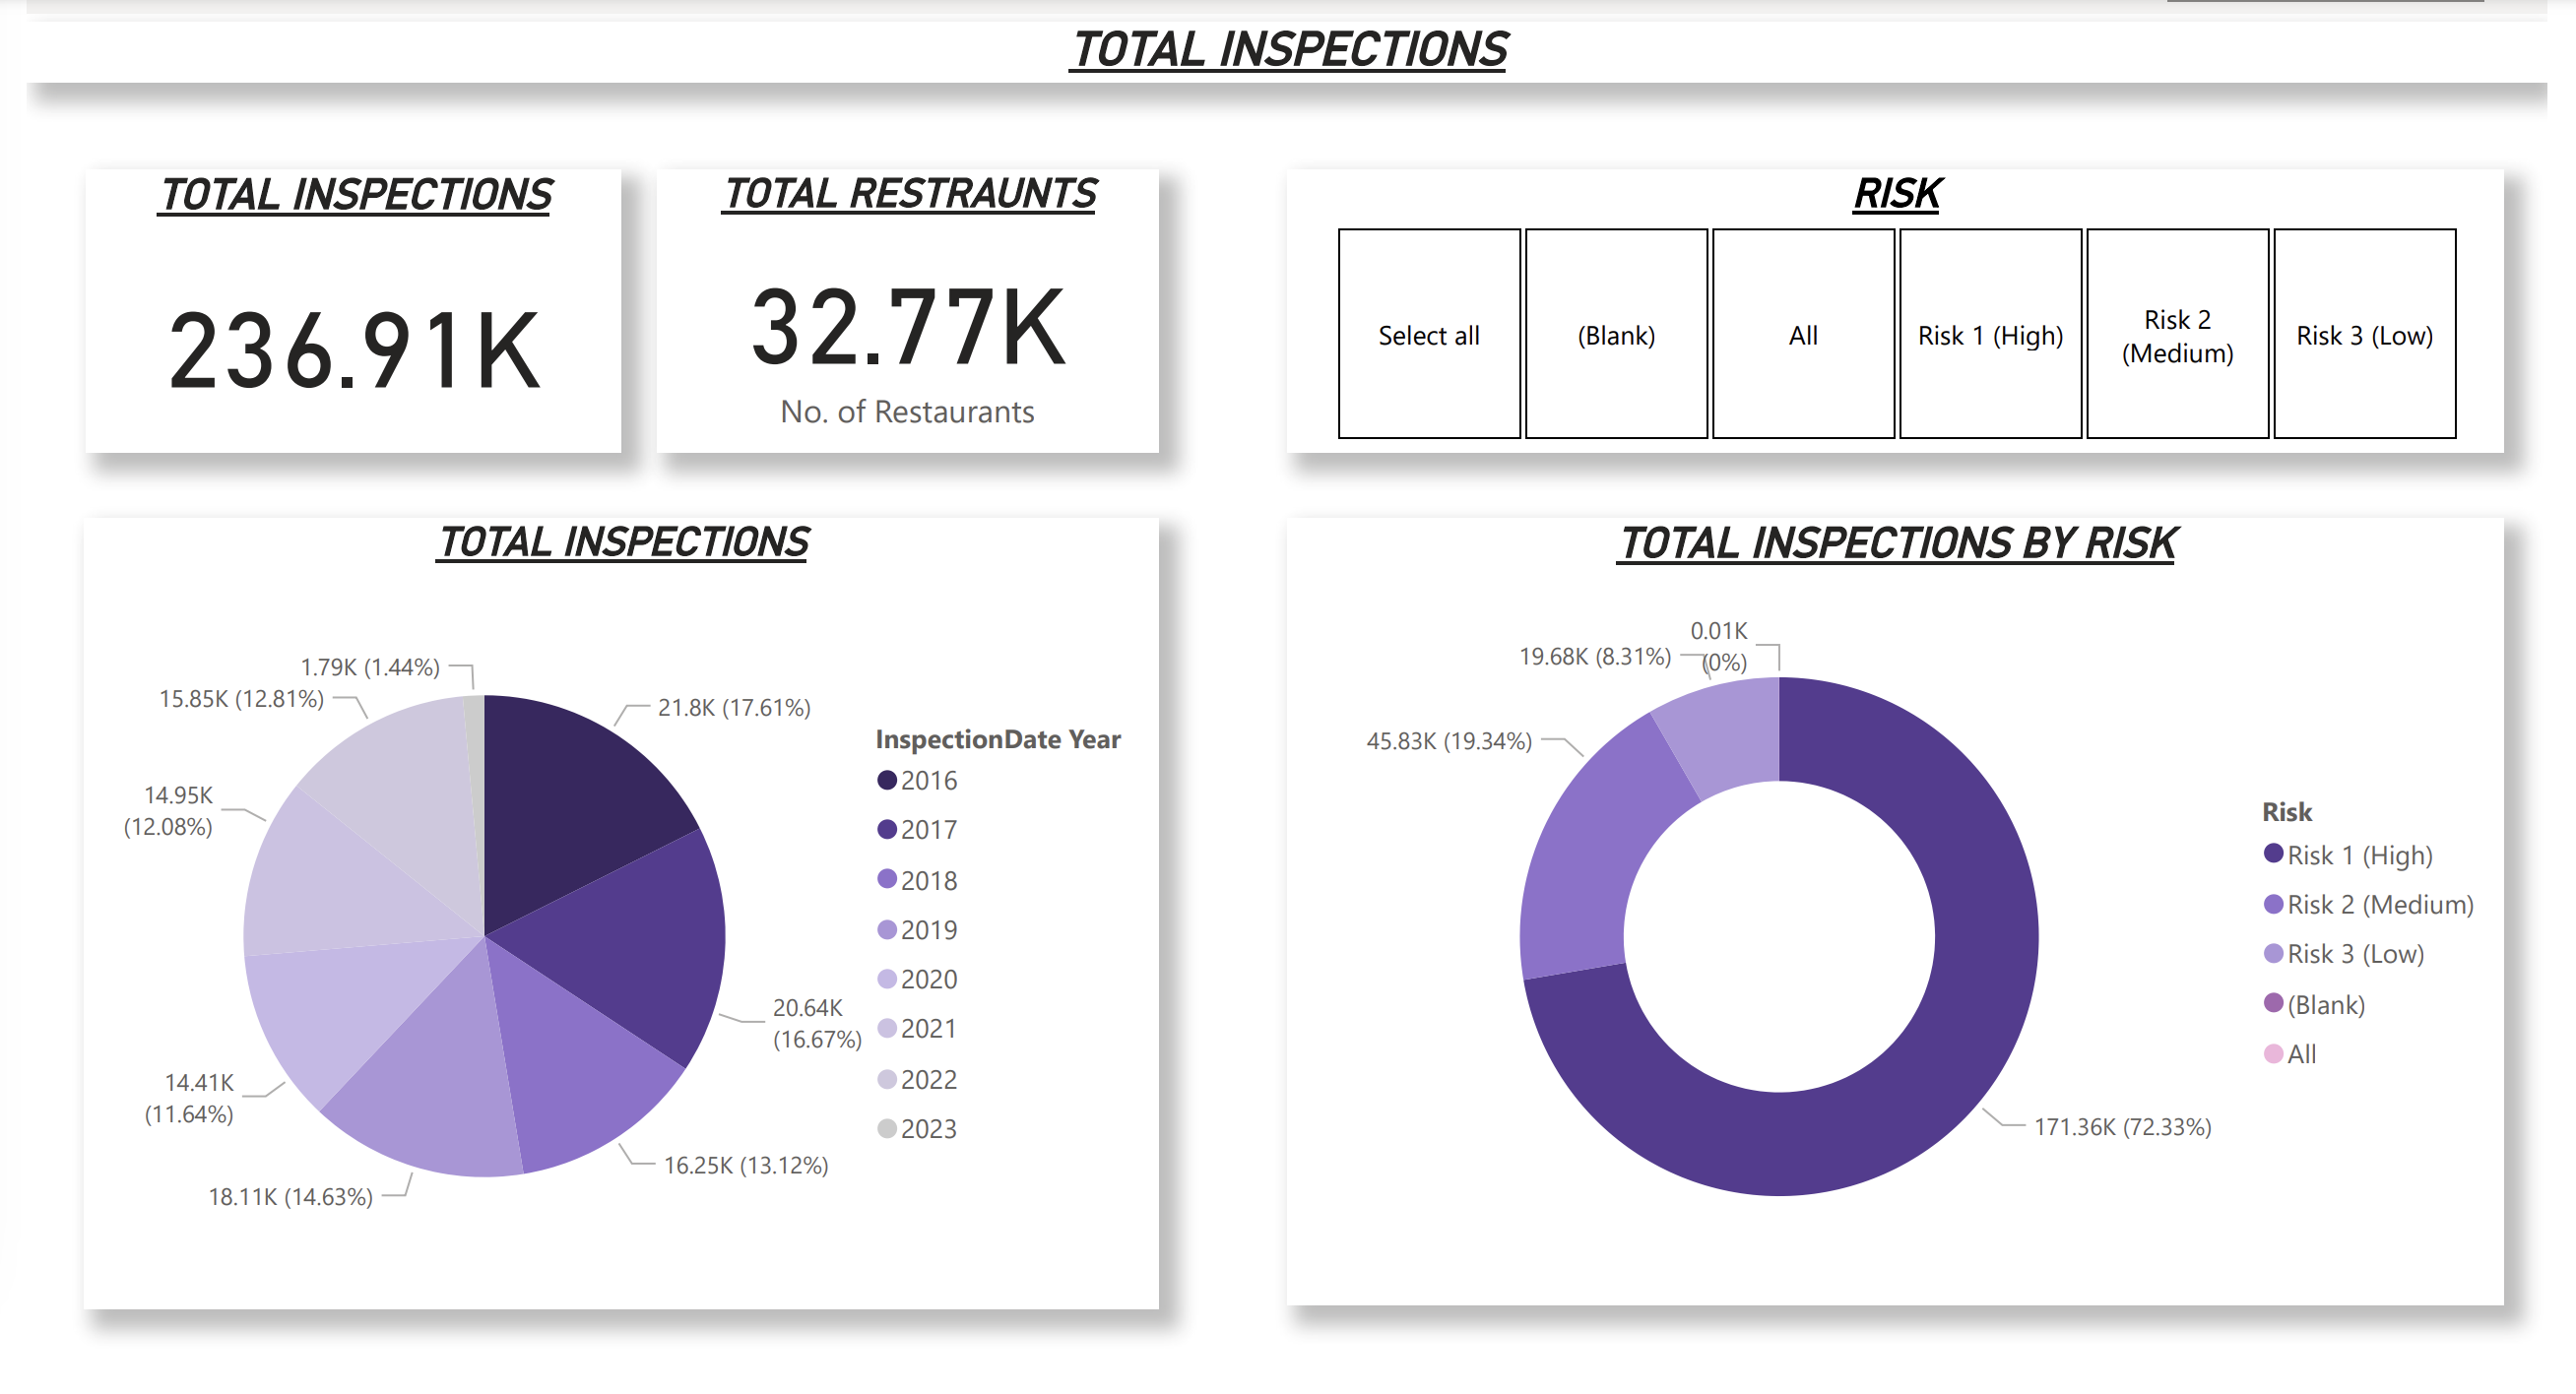 TOTAL INSPECTIONS
TOTAL INSPECTIONS
236.91K
TOTAL RESTRAUNTS
32.77K
No. of Restaurants
RISK
Select all
(Blank)
All
Risk 1 (High)
Risk 2
(Medium)
Risk 3 (Low)
TOTAL INSPECTIONS
1.79K (1.44%)
15.85K (12.81%)
14.95K
(12.08%)
14.41K
(11.64%)
18.11K (14.63%)
16.25K (13.12%)
20.64K
(16.67%)
21.8K (17.61%)
InspectionDate Year
2016
2017
2018
2019
2020
2021
2022
2023
TOTAL INSPECTIONS BY RISK
0.01K
(0%)
19.68K (8.31%)
45.83K (19.34%)
171.36K (72.33%)
Risk
Risk 1 (High)
Risk 2 (Medium)
Risk 3 (Low)
(Blank)
All